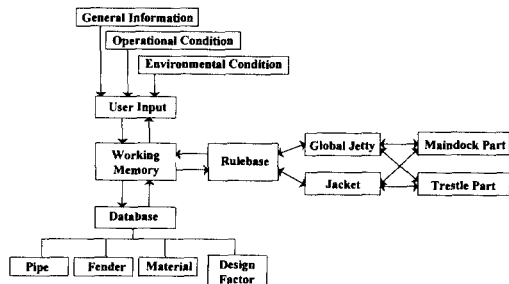 General Information
Operational Condition
Environmental Condition
User Input
Working
Memory
Rulebase
Global Jetty
Maindock Part
Jacket
Trestle Part
Database
Pipe
Fender
Material
Design
Factor